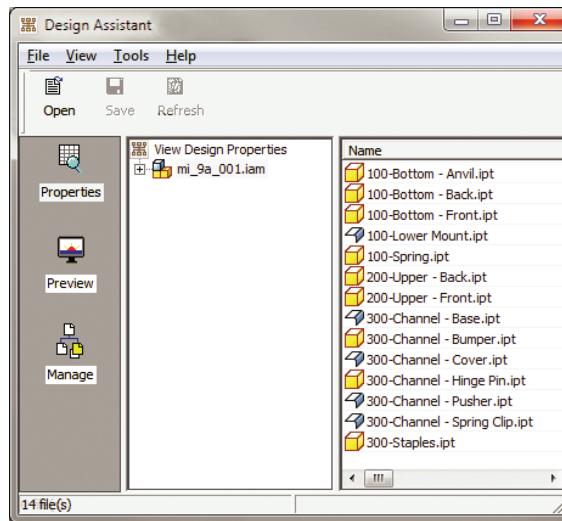 Design Assistant
File View Tools Help
Open Save Refresh
Properties
Preview
Manage
View Design Properties
mi_9a_001.iam
Name
100-Bottom - Anvil.ipt
100-Bottom - Back.ipt
100-Bottom - Front.ipt
100-Lower Mount.ipt
100-Spring.ipt
200-Upper - Back.ipt
200-Upper - Front.ipt
300-Channel - Base.ipt
300-Channel - Bumper.ipt
300-Channel - Cover.ipt
300-Channel - Hinge Pin.ipt
300-Channel - Pusher.ipt
300-Channel - Spring Clip.ipt
300-Staples.ipt
14 file(s)